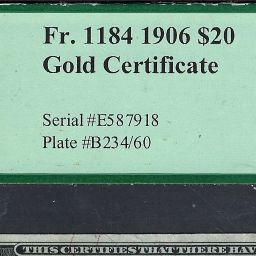 Fr. 1184 1906 $20
Gold Certificate
Serial #E587918
Plate #B234/60
THIS CERTIFIES THAT THERE HAV